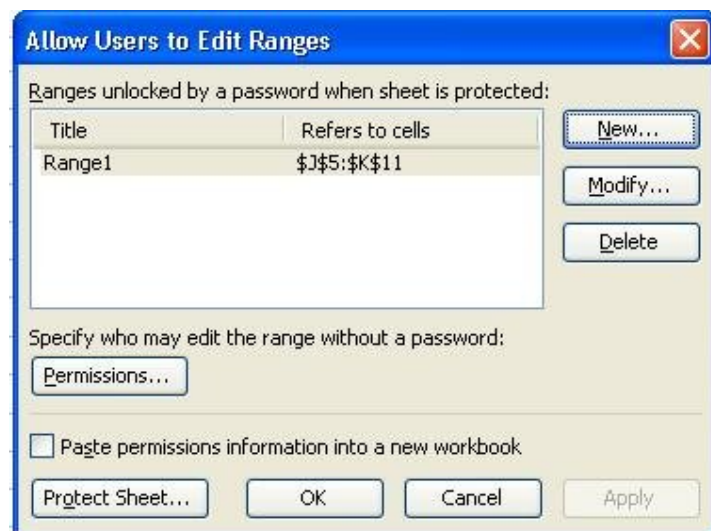 Allow Users to Edit Ranges
Ranges unlocked by a password when sheet is protected:
Title Refers to cells
Range1 $J$5:$K$11
New...
Modify...
Delete
Specify who may edit the range without a password:
Permissions...
Paste permissions information into a new workbook
Protect Sheet... OK Cancel Apply